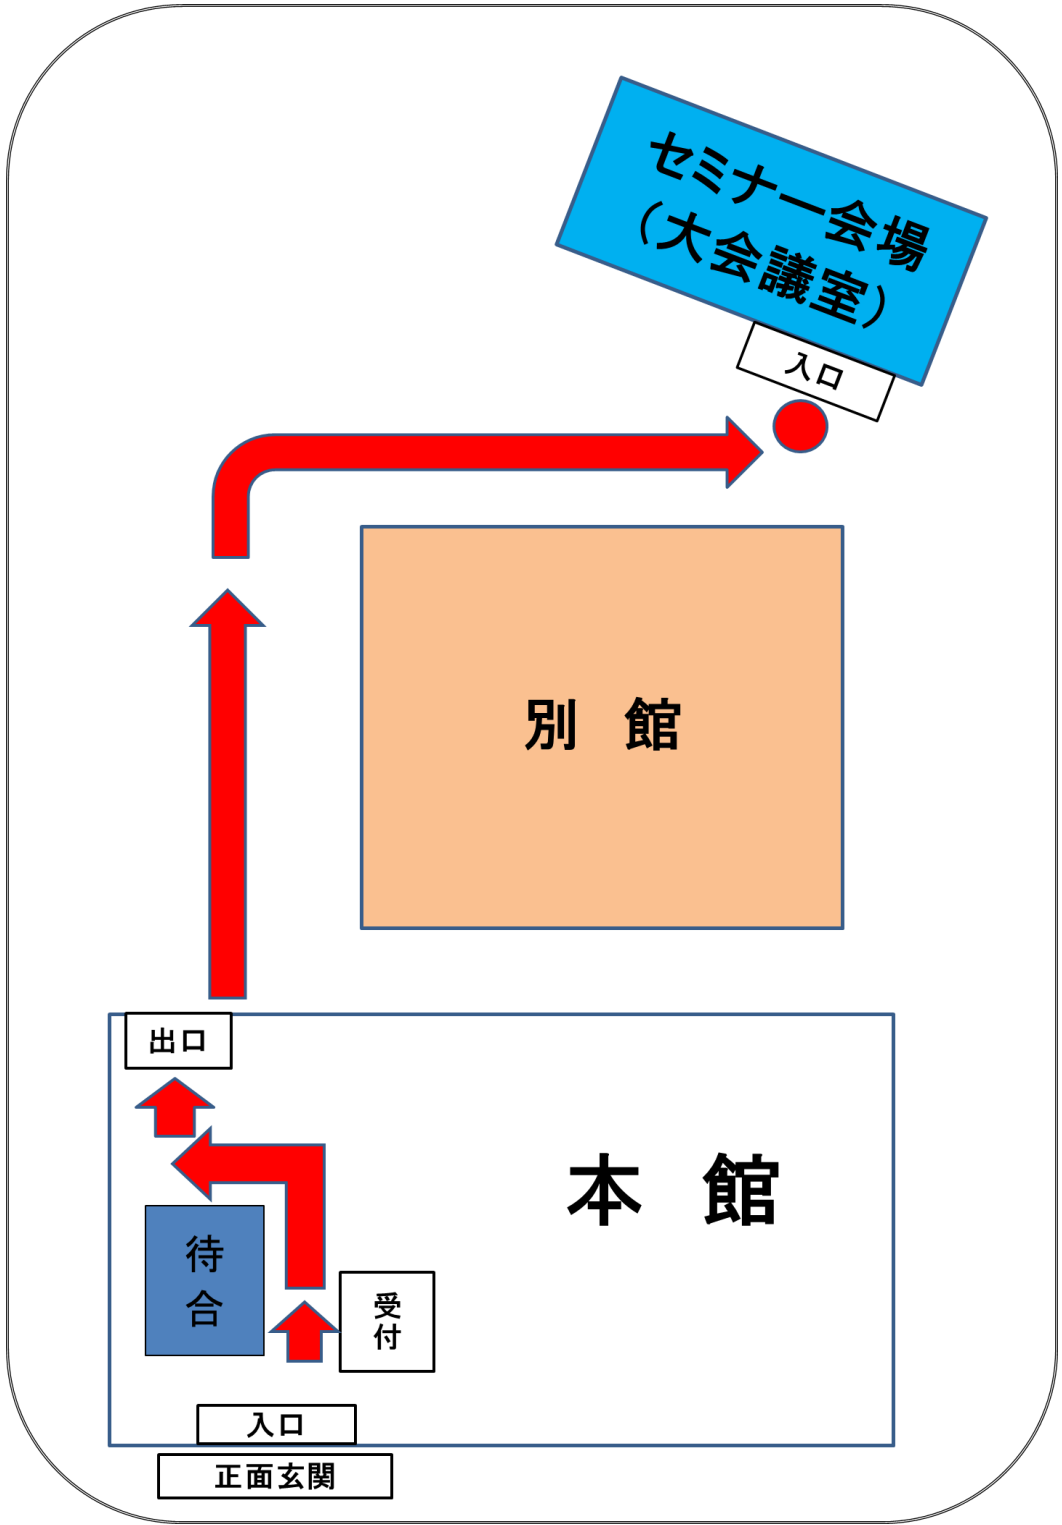 セミナー会場
（大会議室）
入口
別　館
出口
本　館
待
合
受
付
入口
正面玄関